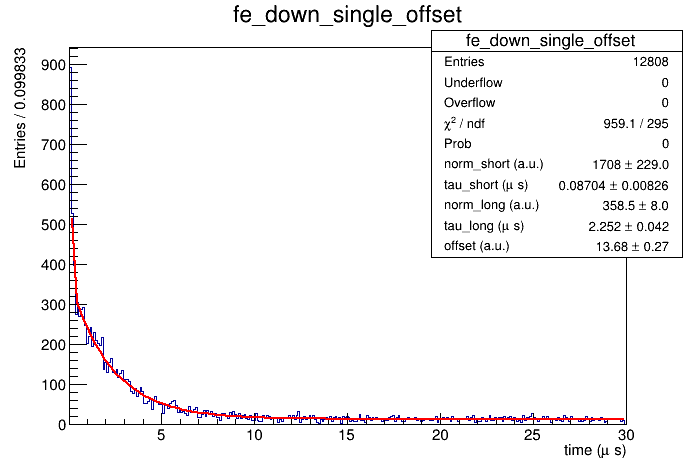 fe_down_single_offset
fe_down_single_offset
Entries 12808
Underflow 0
Overflow 0
χ² / ndf 959.1 / 295
Prob 0
norm_short (a.u.) 1708 ± 229.0
tau_short (μ s) 0.08704 ± 0.00826
norm_long (a.u.) 358.5 ± 8.0
tau_long (μ s) 2.252 ± 0.042
offset (a.u.) 13.68 ± 0.27
Entries / 0.099833
900
800
700
600
500
400
300
200
100
0
5 10 15 20 25 30
time (μ s)